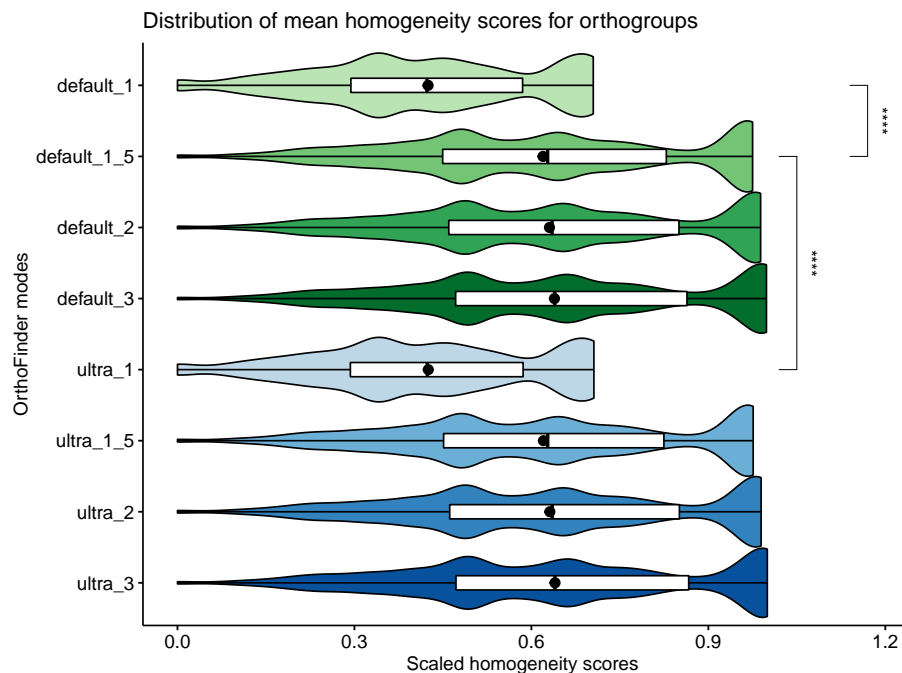 Distribution of mean homogeneity scores for orthogroups
OrthoFinder modes
default_1
default_1_5
default_2
default_3
ultra_1
ultra_1_5
ultra_2
ultra_3
****
****
0.0 0.3 0.6 0.9 1.2
Scaled homogeneity scores